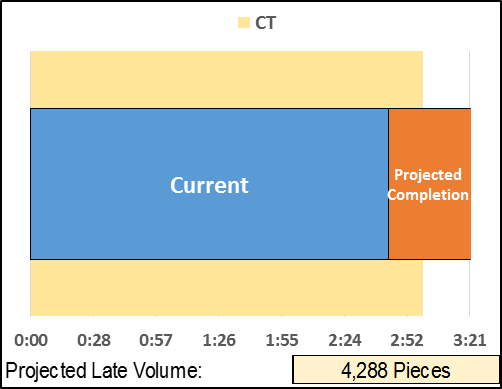 CT
Current
Projected
Completion
0:00 0:28 0:57 1:26 1:55 2:24 2:52 3:21
Projected Late Volume: 4,288 Pieces